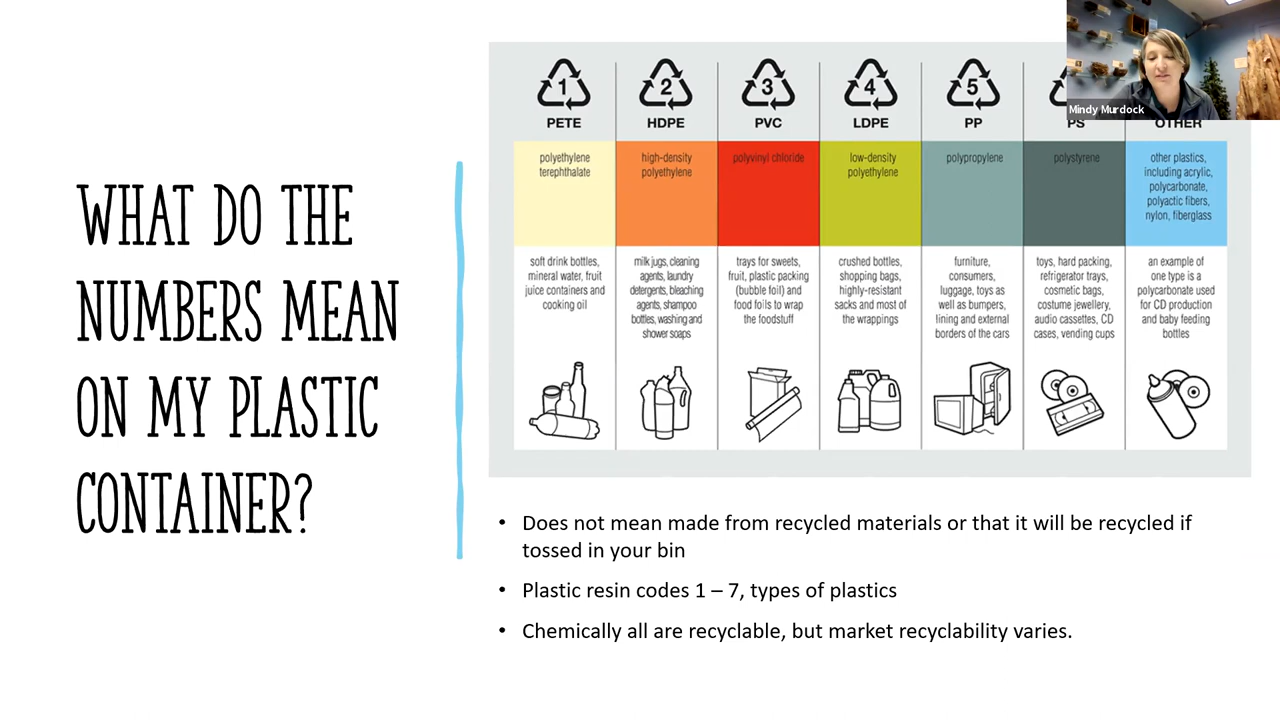 WHAT DO THE
NUMBERS MEAN
ON MY PLASTIC
CONTAINER?
1
PETE
polyethylene
terephthalate
soft drink bottles,
mineral water, fruit
juice containers and
cooking oil
2
HDPE
high-density
polyethylene
milk jugs, cleaning
agents, laundry
detergents, bleaching
agents, shampoo
bottles, washing and
shower soaps
3
PVC
polyvinyl chloride
trays for sweets,
fruit, plastic packing
(bubble foil) and
food foils to wrap
the foodstuff
4
LDPE
low-density
polyethylene
crushed bottles,
shopping bags,
highly-resistant
sacks and most of
the wrappings
5
PP
polypropylene
furniture,
consumers,
luggage, toys as
well as bumpers,
lining and external
borders of the cars
PS
polystyrene
toys, hard packing,
refrigerator trays,
cosmetic bags,
costume jewellery,
audio cassettes, CD
cases, vending cups
OTHER
other plastics,
including acrylic,
polycarbonate,
polyactic fibers,
nylon, fiberglass
an example of
one type is a
polycarbonate used
for CD production
and baby feeding
bottles
Mindy Murdock
• Does not mean made from recycled materials or that it will be recycled if
tossed in your bin
• Plastic resin codes 1 – 7, types of plastics
• Chemically all are recyclable, but market recyclability varies.